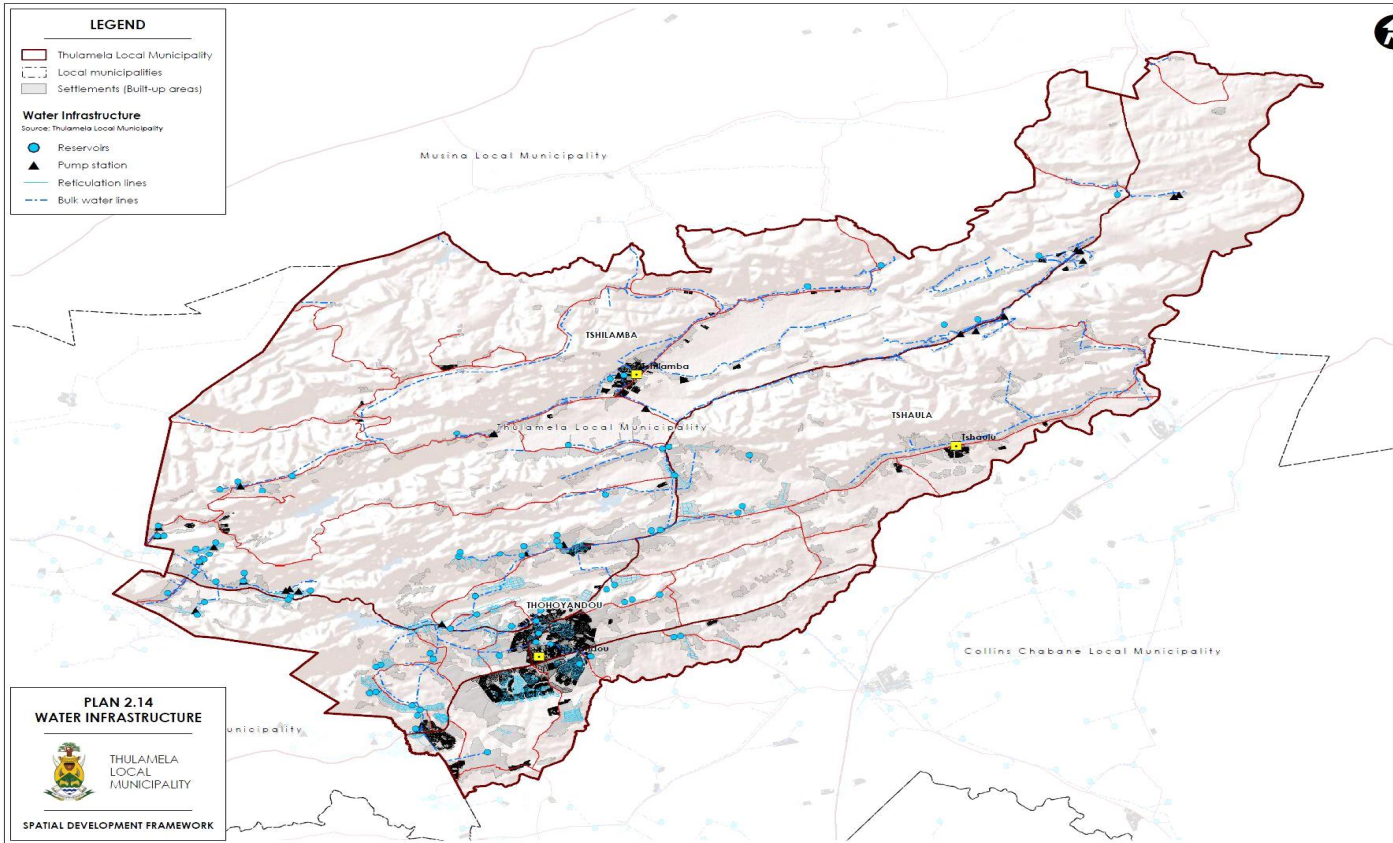 LEGEND
Thulamela Local Municipality
Local municipalities
Settlements (Built-up areas)
Water Infrastructure
Source: Thulamela Local Municipality
Reservoirs
Pump station
Reticulation lines
Bulk water lines
Musina Local Municipality
TSHILAMBA
Tshilamba
TSHAULA
Thulamela Local Municipality
Tshaulu
THOHOYANDOU
Collins Chabane Local Municipality
PLAN 2.14
WATER INFRASTRUCTURE
THULAMELA
LOCAL
MUNICIPALITY
SPATIAL DEVELOPMENT FRAMEWORK
unicipality